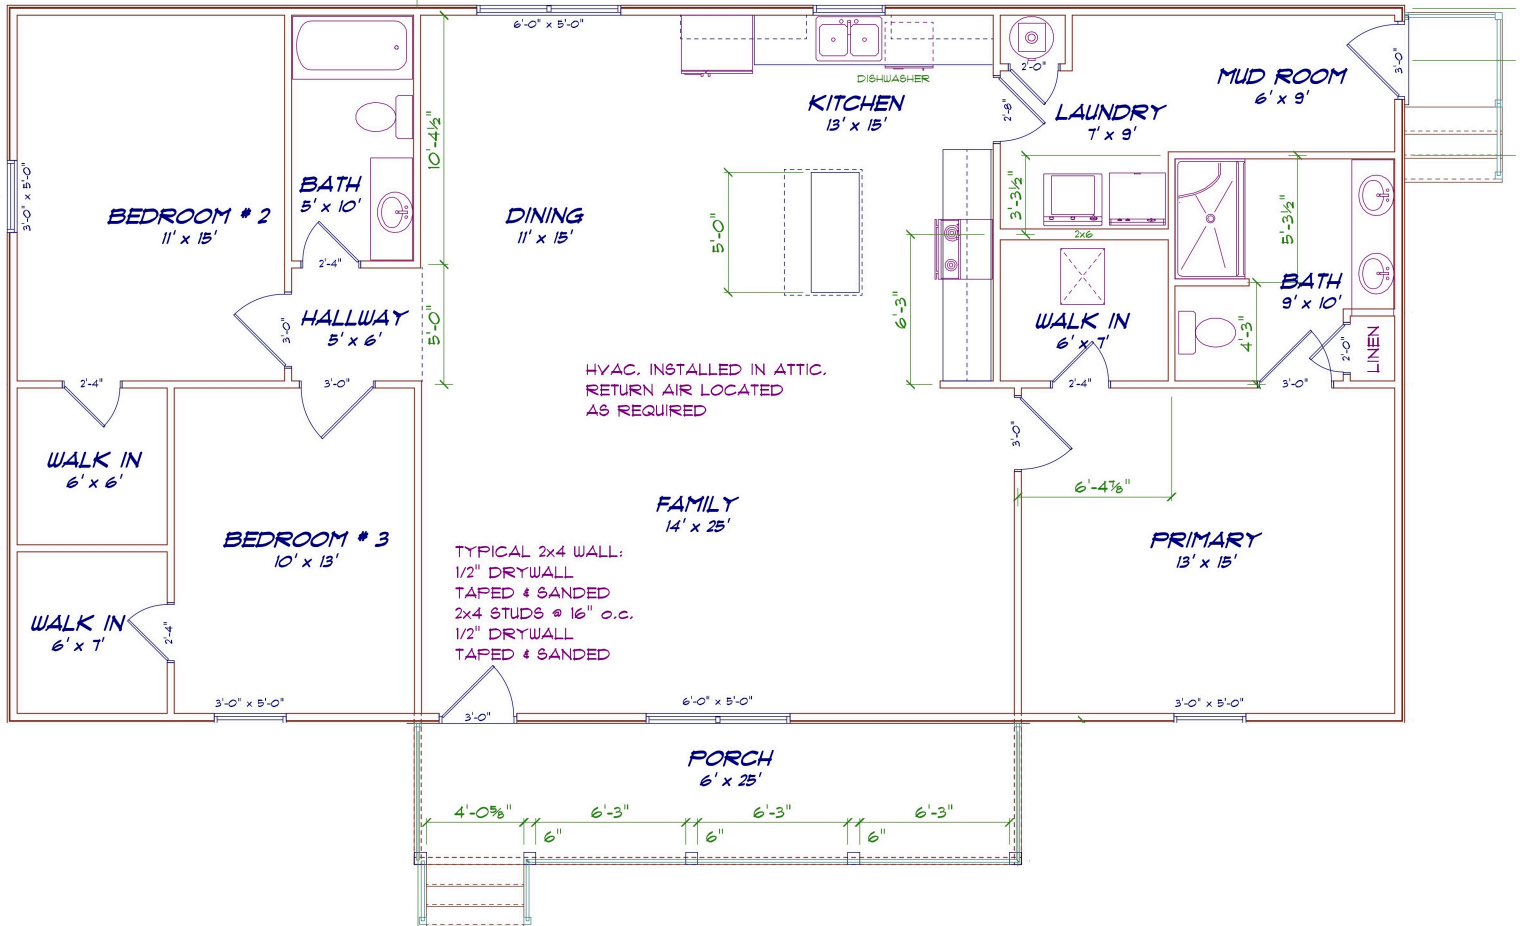 6'-0" x 5'-0"
DISHWASHER
KITCHEN
13' x 15'
2'-0"
2'-8"
LAUNDRY
7' x 9'
MUD ROOM
6' x 9'
3'-0"
10'-4½"
3'-0" x 5'-0"
BEDROOM # 2
11' x 15'
BATH
5' x 10'
2'-4"
DINING
11' x 15'
5'-0"
3'-3½"
2x6
5'-3½"
BATH
9' x 10'
HALLWAY
5' x 6'
3'-0"
5'-0"
6'-3"
WALK IN
6' x 7'
4'-3"
2'-0"
LINEN
2'-4"
3'-0"
2'-4"
3'-0"
HVAC. INSTALLED IN ATTIC.
RETURN AIR LOCATED
AS REQUIRED
3'-0"
WALK IN
6' x 6'
6'-4⅞"
FAMILY
14' x 25'
BEDROOM # 3
10' x 13'
PRIMARY
13' x 15'
TYPICAL 2x4 WALL:
1/2" DRYWALL
TAPED & SANDED
2x4 STUDS @ 16" o.c.
1/2" DRYWALL
TAPED & SANDED
WALK IN
6' x 7'
2'-4"
3'-0" x 5'-0"
3'-0"
6'-0" x 5'-0"
3'-0" x 5'-0"
PORCH
6' x 25'
4'-0⅝"
6'-3"
6'-3"
6'-3"
6"
6"
6"